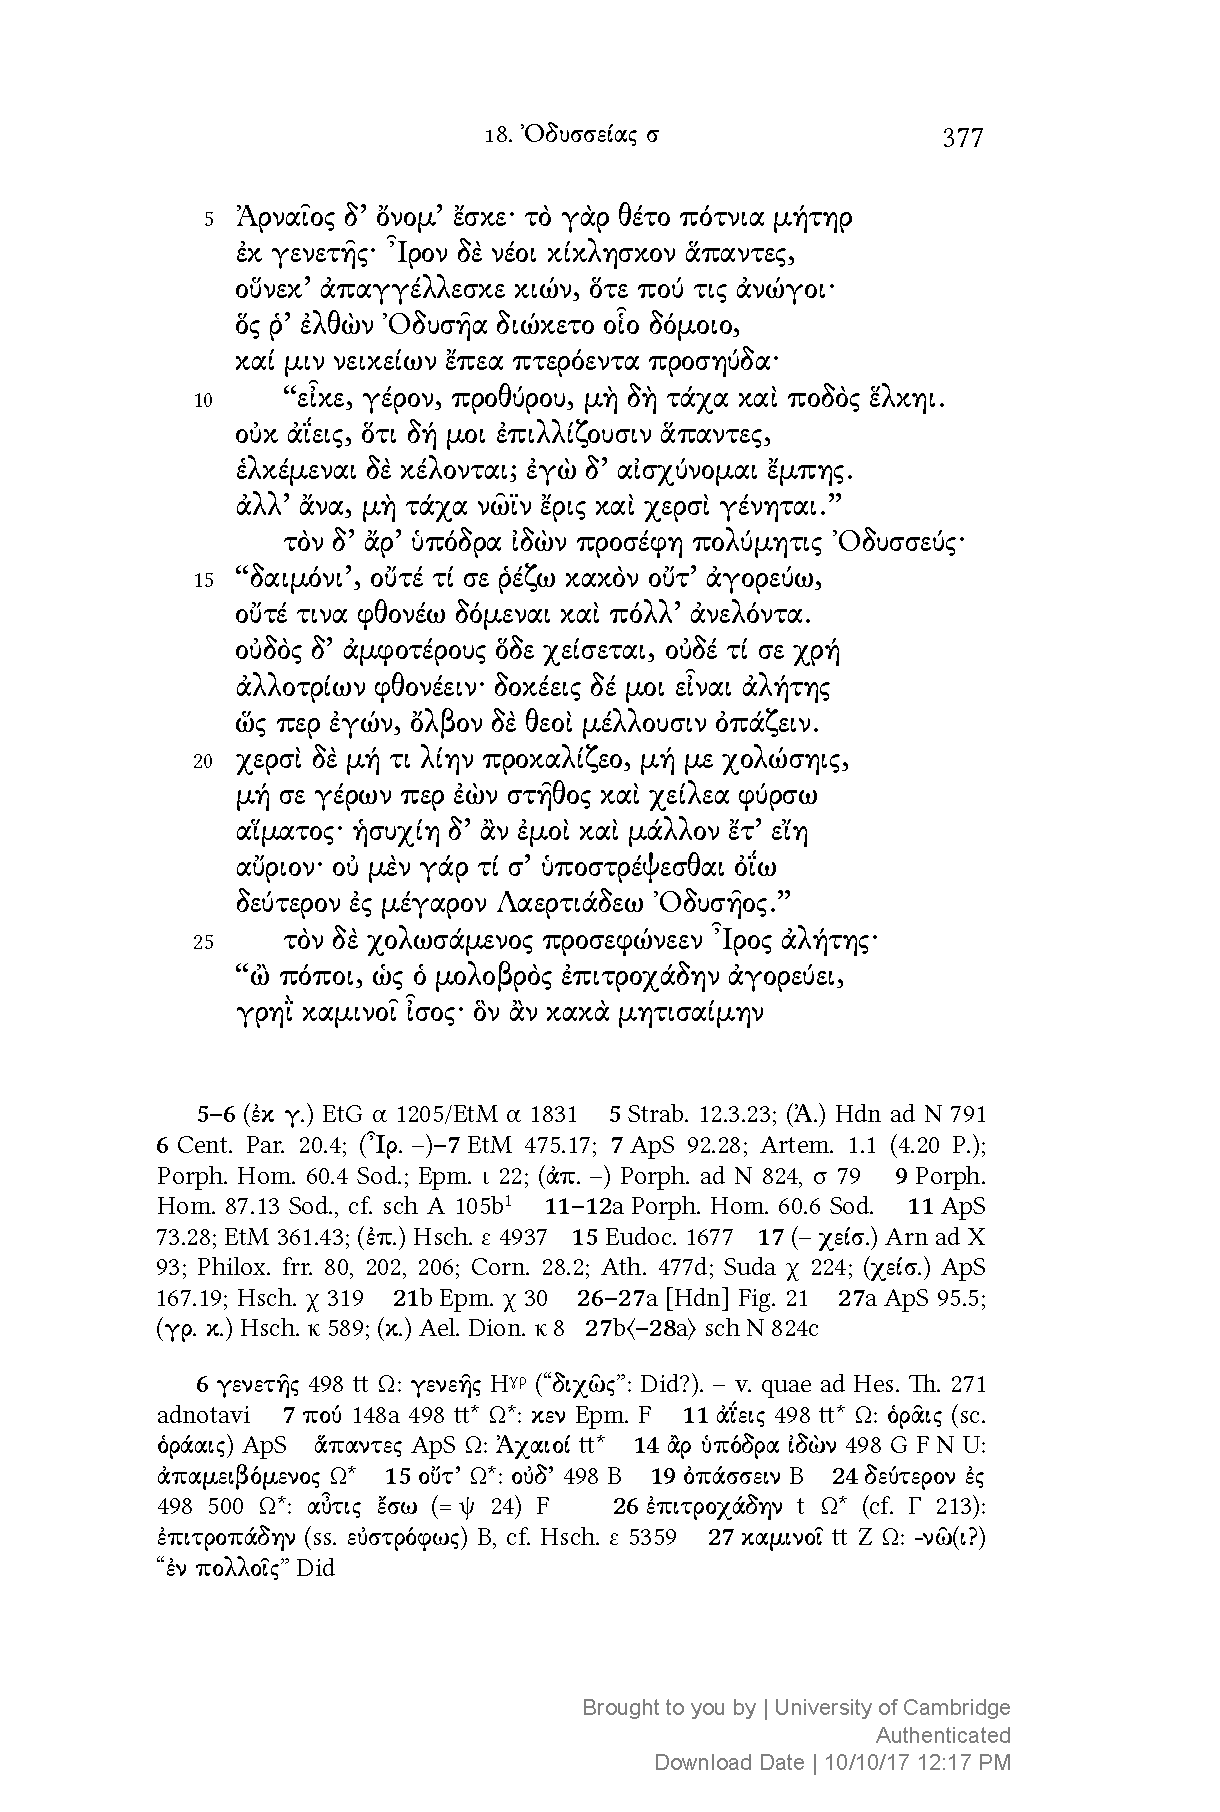 18. Ὀδυσσείας σ 377
5 Ἀρναῖος δ’ ὄνομ’ ἔσκε· τὸ γὰρ θέτο πότνια μήτηρ
ἐκ γενετῆς· Ἶρον δὲ νέοι κίκλησκον ἅπαντες,
οὕνεκ’ ἀπαγγέλλεσκε κιών, ὅτε πού τις ἀνώγοι·
ὅς ῥ’ ἐλθὼν Ὀδυσῆα διώκετο οἷο δόμοιο,
καί μιν νεικείων ἔπεα πτερόεντα προσηύδα·
10 “εἶκε, γέρον, προθύρου, μὴ δὴ τάχα καὶ ποδὸς ἕλκηι.
οὐκ ἀΐεις, ὅτι δή μοι ἐπιλλίζουσιν ἅπαντες,
ἑλκέμεναι δὲ κέλονται; ἐγὼ δ’ αἰσχύνομαι ἔμπης.
ἀλλ’ ἄνα, μὴ τάχα νῶϊν ἔρις καὶ χερσὶ γένηται.”
τὸν δ’ ἄρ’ ὑπόδρα ἰδὼν προσέφη πολύμητις Ὀδυσσεύς·
15 “δαιμόνι’, οὔτέ τί σε ῥέζω κακὸν οὔτ’ ἀγορεύω,
οὔτέ τινα φθονέω δόμεναι καὶ πόλλ’ ἀνελόντα.
οὐδὸς δ’ ἀμφοτέρους ὅδε χείσεται, οὐδέ τί σε χρή
ἀλλοτρίων φθονέειν· δοκέεις δέ μοι εἶναι ἀλήτης
ὥς περ ἐγών, ὄλβον δὲ θεοὶ μέλλουσιν ὀπάζειν.
20 χερσὶ δὲ μή τι λίην προκαλίζεο, μή με χολώσηις,
μή σε γέρων περ ἐὼν στῆθος καὶ χείλεα φύρσω
αἵματος· ἡσυχίη δ’ ἂν ἐμοὶ καὶ μάλλον ἔτ’ εἴη
αὔριον· οὐ μὲν γάρ τί σ’ ὑποστρέψεσθαι ὀΐω
δεύτερον ἐς μέγαρον Λαερτιάδεω Ὀδυσῆος.”
25 τὸν δὲ χολωσάμενος προσεφώνεεν Ἶρος ἀλήτης·
“ὢ πόποι, ὡς ὁ μολοβρὸς ἐπιτροχάδην ἀγορεύει,
γρηῒ καμινοῖ ἶσος· ὃν ἂν κακὰ μητισαίμην
5–6 (ἐκ γ.) EtG α 1205/EtM α 1831 5 Strab. 12.3.23; (Ἀ.) Hdn ad N 791
6 Cent. Par. 20.4; (Ἶρ. –)–7 EtM 475.17; 7 ApS 92.28; Artem. 1.1 (4.20 P.);
Porph. Hom. 60.4 Sod.; Epm. ι 22; (ἀπ. –) Porph. ad N 824, σ 79 9 Porph.
Hom. 87.13 Sod., cf. sch A 105b¹ 11–12a Porph. Hom. 60.6 Sod. 11 ApS
73.28; EtM 361.43; (ἐπ.) Hsch. ε 4937 15 Eudoc. 1677 17 (– χείσ.) Arn ad X
93; Philox. frr. 80, 202, 206; Corn. 28.2; Ath. 477d; Suda χ 224; (χείσ.) ApS
167.19; Hsch. χ 319 21b Epm. χ 30 26–27a [Hdn] Fig. 21 27a ApS 95.5;
(γρ. κ.) Hsch. κ 589; (κ.) Ael. Dion. κ 8 27b⟨–28a⟩ sch N 824c
6 γενετῆς 498 tt Ω: γενεῆς Hᵞᵖ (“διχῶς”: Did?). – v. quae ad Hes. Th. 271
adnotavi 7 πού 148a 498 tt* Ω*: κεν Epm. F 11 ἀΐεις 498 tt* Ω: ὁρᾶις (sc.
ὁράαις) ApS ἅπαντες ApS Ω: Ἀχαιοί tt* 14 ἂρ ὑπόδρα ἰδὼν 498 G F N U:
ἀπαμειβόμενος Ω* 15 οὔτ’ Ω*: οὐδ’ 498 B 19 ὀπάσσειν B 24 δεύτερον ἐς
498 500 Ω*: αὖτις ἔσω (= ψ 24) F 26 ἐπιτροχάδην t Ω* (cf. Γ 213):
ἐπιτροπάδην (ss. εὐστρόφως) B, cf. Hsch. ε 5359 27 καμινοῖ tt Z Ω: -νῶ(ι?)
“ἐν πολλοῖς” Did
Brought to you by | University of Cambridge
Authenticated
Download Date | 10/10/17 12:17 PM